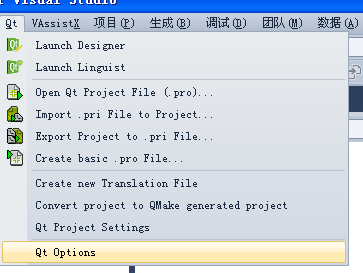 Visual Studio
Qt VAssistX 项目(P) 生成(B) 调试(D) 团队(M) 数据(A)
Launch Designer
Launch Linguist
Open Qt Project File (.pro)...
Import .pri File to Project...
Export Project to .pri File...
Create basic .pro File...
Create new Translation File
Convert project to QMake generated project
Qt Project Settings
Qt Options